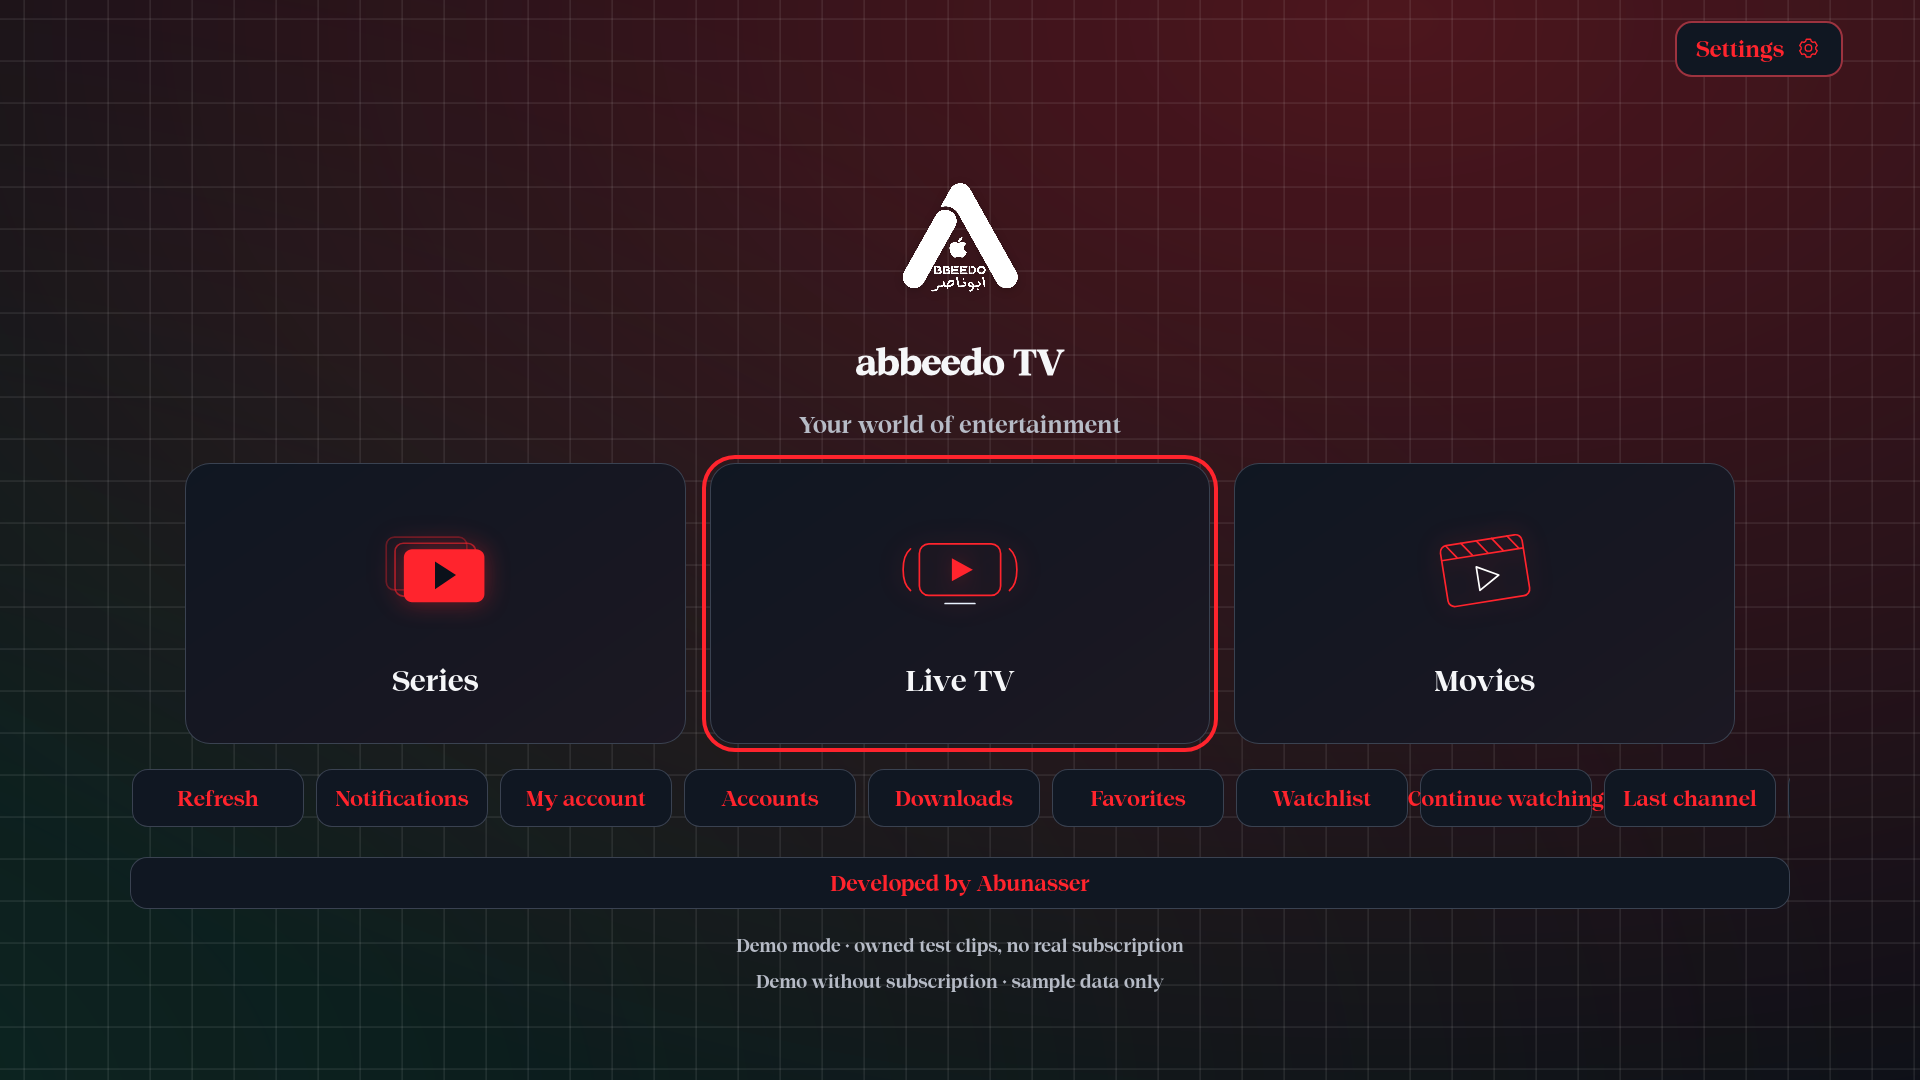 Settings
BBEEDO
ابوناصر
abbeedo TV
Your world of entertainment
Series
Live TV
Movies
Refresh
Notifications
My account
Accounts
Downloads
Favorites
Watchlist
Continue watching
Last channel
Developed by Abunasser
Demo mode · owned test clips, no real subscription
Demo without subscription · sample data only